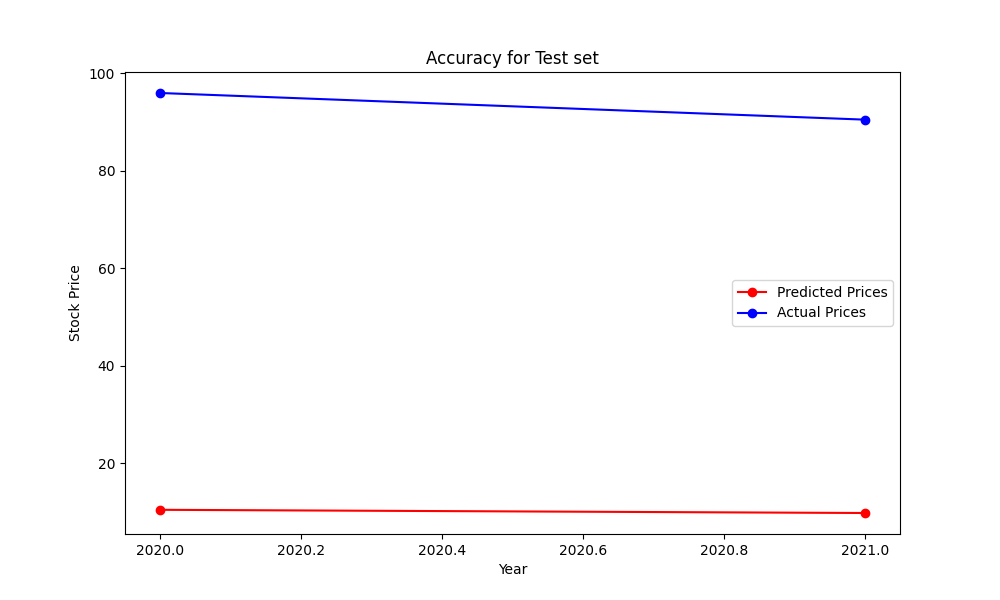 Accuracy for Test set
100
80
60
40
20
Stock Price
Predicted Prices
Actual Prices
2020.0 2020.2 2020.4 2020.6 2020.8 2021.0
Year